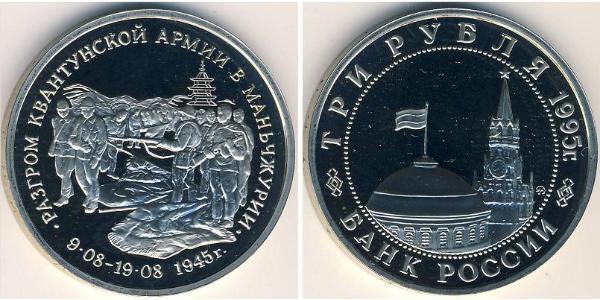 · РАЗГРОМ КВАНТУНСКОЙ АРМИИ В МАНЬЧЖУРИИ ·
9·08-19·08 1945г.
ТРИ РУБЛЯ 1995г.
БАНК РОССИИ